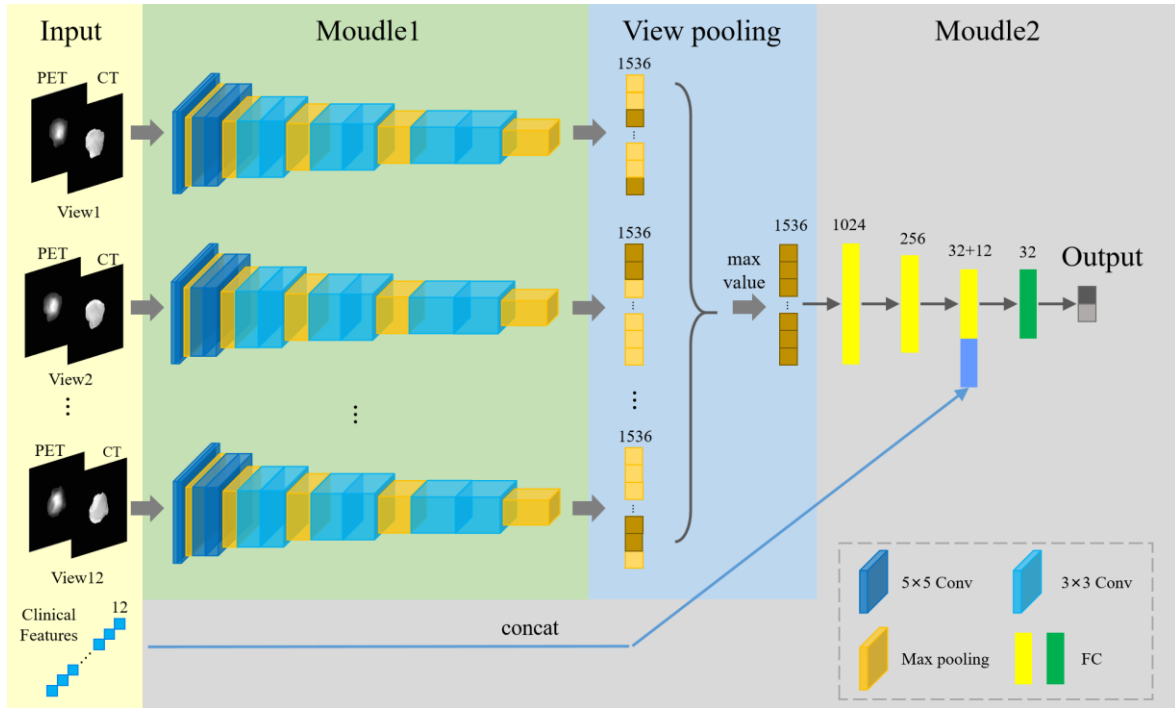 Input
Moudle1
View pooling
Moudle2
PET
CT
View1
PET
CT
View2
⋮
PET
CT
View12
Clinical
Features
12
⋮
1536
1536
⋮
1536
max
value
1536
1024
256
32+12
32
Output
concat
5×5 Conv
3×3 Conv
Max pooling
FC